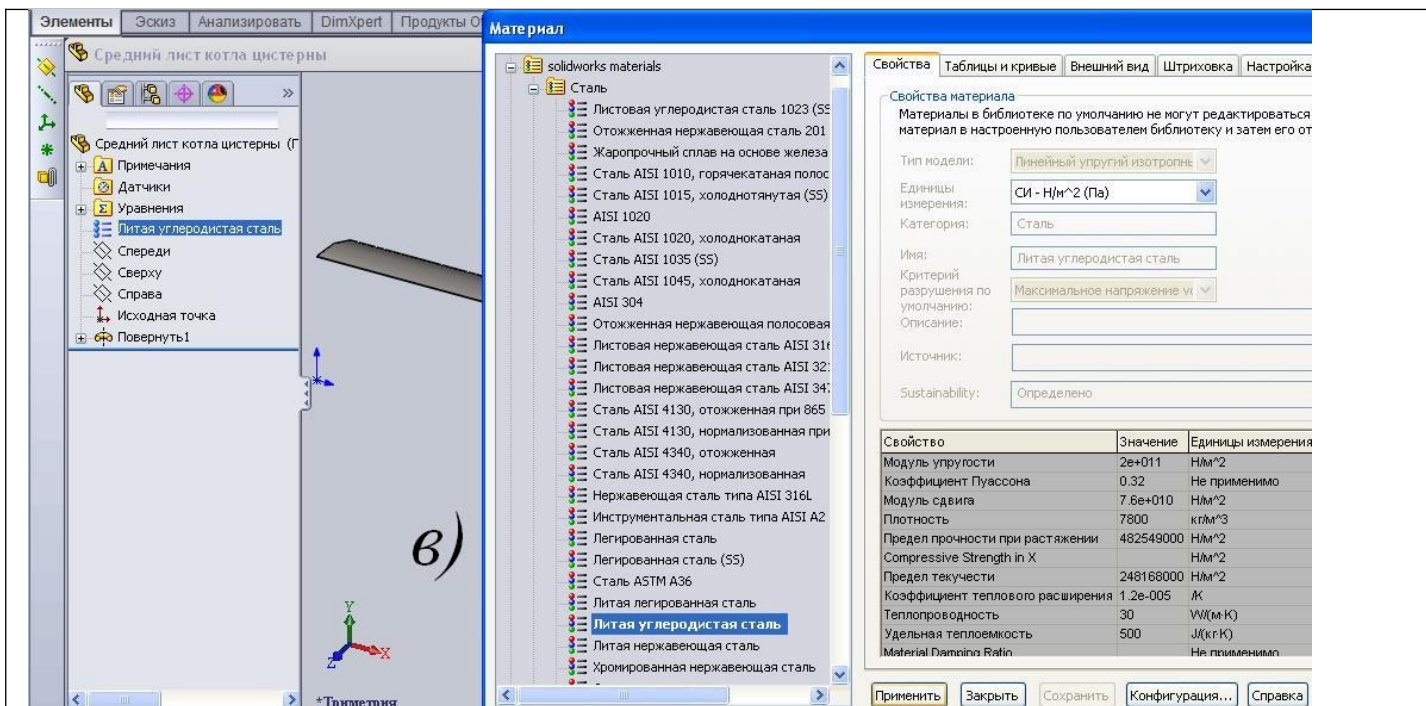 Элементы Эскиз Анализировать DimXpert Продукты
Средний лист котла цистерны
Средний лист котла цистерны
Примечания
Датчики
Уравнения
Литая углеродистая сталь
Спереди
Сверху
Справа
Исходная точка
Повернуть1
в)
Y
X
Z
*Триметрия
Материал
solidworks materials
Сталь
Листовая углеродистая сталь 1023 (SS
Отожженная нержавеющая сталь 201
Жаропрочный сплав на основе железа
Сталь AISI 1010, горячекатаная полос
Сталь AISI 1015, холоднотянутая (SS)
AISI 1020
Сталь AISI 1020, холоднокатаная
Сталь AISI 1035 (SS)
Сталь AISI 1045, холоднокатаная
AISI 304
Отожженная нержавеющая полосовая
Листовая нержавеющая сталь AISI 316
Листовая нержавеющая сталь AISI 321
Листовая нержавеющая сталь AISI 347
Сталь AISI 4130, отожженная при 865
Сталь AISI 4130, нормализованная при
Сталь AISI 4340, отожженная
Сталь AISI 4340, нормализованная
Нержавеющая сталь типа AISI 316L
Инструментальная сталь типа AISI A2
Легированная сталь
Легированная сталь (SS)
Сталь ASTM A36
Литая легированная сталь
Литая углеродистая сталь
Литая нержавеющая сталь
Хромированная нержавеющая сталь
Свойства Таблицы и кривые Внешний вид Штриховка Настройка
Свойства материала
Материалы в библиотеке по умолчанию не могут редактироваться
материал в настроенную пользователем библиотеку и затем его от
Тип модели: Линейный упругий изотропн
Единицы измерения: СИ - Н/м^2 (Па)
Категория: Сталь
Имя: Литая углеродистая сталь
Критерий разрушения по умолчанию: Максимальное напряжение
Описание:
Источник:
Sustainability: Определено
Свойство Значение Единицы измерения
Модуль упругости 2e+011 Н/м^2
Коэффициент Пуассона 0.32 Не применимо
Модуль сдвига 7.6e+010 Н/м^2
Плотность 7800 кг/м^3
Предел прочности при растяжении 482549000 Н/м^2
Compressive Strength in X Н/м^2
Предел текучести 248168000 Н/м^2
Коэффициент теплового расширения 1.2e-005 /K
Теплопроводность 30 W/(м·K)
Удельная теплоемкость 500 J/(кг·K)
Material Damping Ratio Не применимо
Применить Закрыть Сохранить Конфигурация... Справка